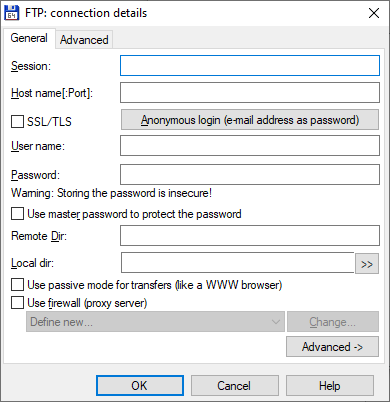 64
FTP: connection details
General
Advanced
Session:
Host name[:Port]:
SSL/TLS
Anonymous login (e-mail address as password)
User name:
Password:
Warning: Storing the password is insecure!
Use master password to protect the password
Remote Dir:
Local dir:
>>
Use passive mode for transfers (like a WWW browser)
Use firewall (proxy server)
Define new...
Change...
Advanced ->
OK
Cancel
Help